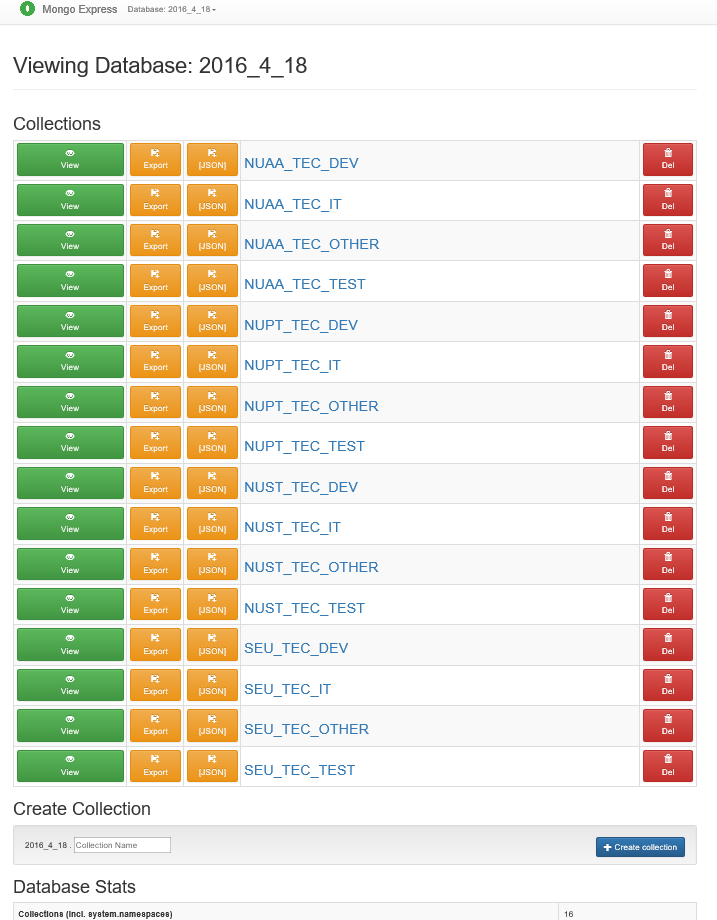 Mongo Express Database: 2016_4_18
Viewing Database: 2016_4_18
Collections
View Export [JSON] NUAA_TEC_DEV Del
View Export [JSON] NUAA_TEC_IT Del
View Export [JSON] NUAA_TEC_OTHER Del
View Export [JSON] NUAA_TEC_TEST Del
View Export [JSON] NUPT_TEC_DEV Del
View Export [JSON] NUPT_TEC_IT Del
View Export [JSON] NUPT_TEC_OTHER Del
View Export [JSON] NUPT_TEC_TEST Del
View Export [JSON] NUST_TEC_DEV Del
View Export [JSON] NUST_TEC_IT Del
View Export [JSON] NUST_TEC_OTHER Del
View Export [JSON] NUST_TEC_TEST Del
View Export [JSON] SEU_TEC_DEV Del
View Export [JSON] SEU_TEC_IT Del
View Export [JSON] SEU_TEC_OTHER Del
View Export [JSON] SEU_TEC_TEST Del
Create Collection
2016_4_18 . Collection Name Create collection
Database Stats
Collections (incl. system.namespaces) 16